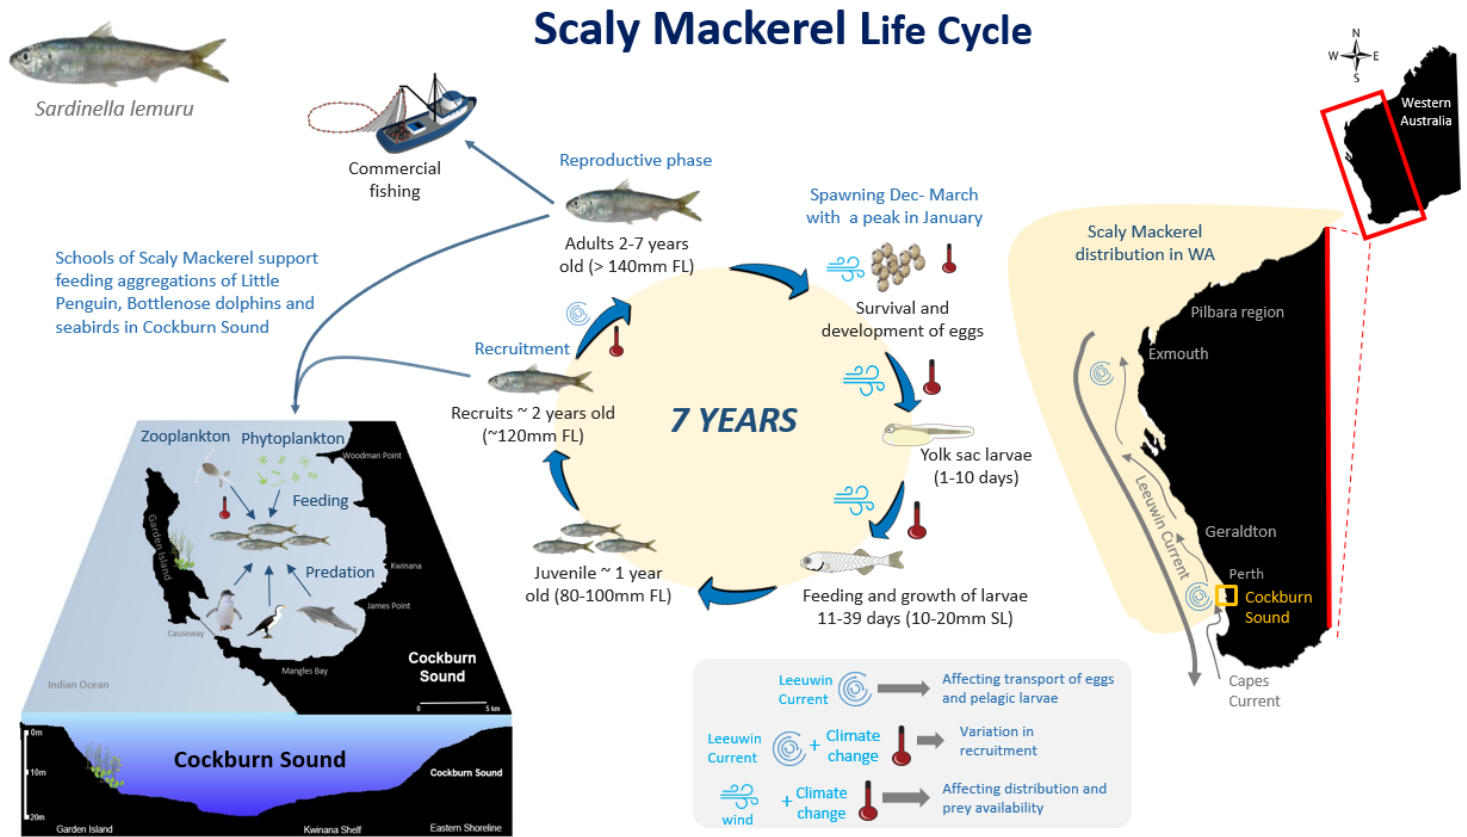 Scaly Mackerel Life Cycle
Sardinella lemuru
Commercial
fishing
Reproductive phase
Adults 2-7 years
old (> 140mm FL)
Spawning Dec- March
with  a peak in January
Survival and
development of eggs
Yolk sac larvae
(1-10 days)
Feeding and growth of larvae
11-39 days (10-20mm SL)
Juvenile ~ 1 year
old (80-100mm FL)
Recruitment
Recruits ~ 2 years old
(~120mm FL)
7 YEARS
Schools of Scaly Mackerel support
feeding aggregations of Little
Penguin, Bottlenose dolphins and
seabirds in Cockburn Sound
Zooplankton
Phytoplankton
Woodman Point
Feeding
Garden Island
Predation
Kwinana
James Point
Causeway
Mangles Bay
Cockburn
Sound
Indian Ocean
0
5 km
0m
10m
20m
Cockburn Sound
Cockburn Sound
Garden Island
Kwinana Shelf
Eastern Shoreline
N
W
E
S
Western
Australia
Scaly Mackerel
distribution in WA
Pilbara region
Exmouth
Leeuwin Current
Geraldton
Perth
Cockburn
Sound
Capes
Current
Leeuwin
Current
Affecting transport of eggs
and pelagic larvae
Leeuwin
Current
+
Climate
change
Variation in
recruitment
wind
+
Climate
change
Affecting distribution and
prey availability